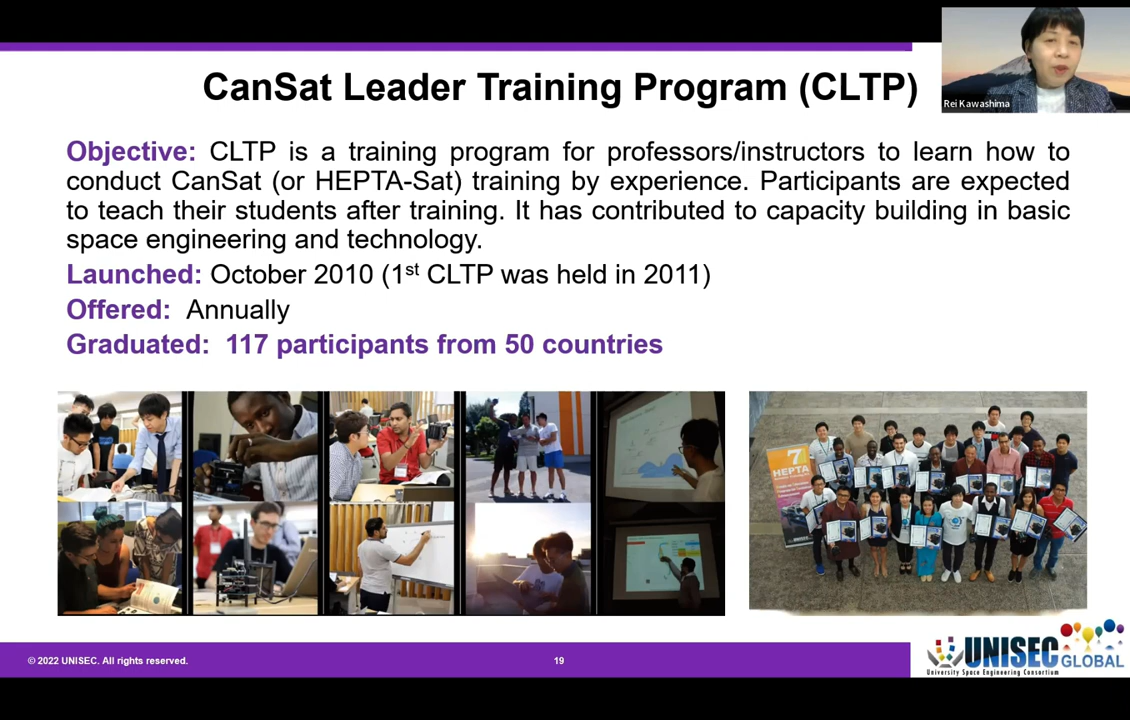 CanSat Leader Training Program (CLTP)
Rei Kawashima
Objective: CLTP is a training program for professors/instructors to learn how to
conduct CanSat (or HEPTA-Sat) training by experience. Participants are expected
to teach their students after training. It has contributed to capacity building in basic
space engineering and technology.
Launched: October 2010 (1st CLTP was held in 2011)
Offered: Annually
Graduated: 117 participants from 50 countries
7
HEPTA
UNISEC
© 2022 UNISEC. All rights reserved.
19
UNISEC GLOBAL
University Space Engineering Consortium